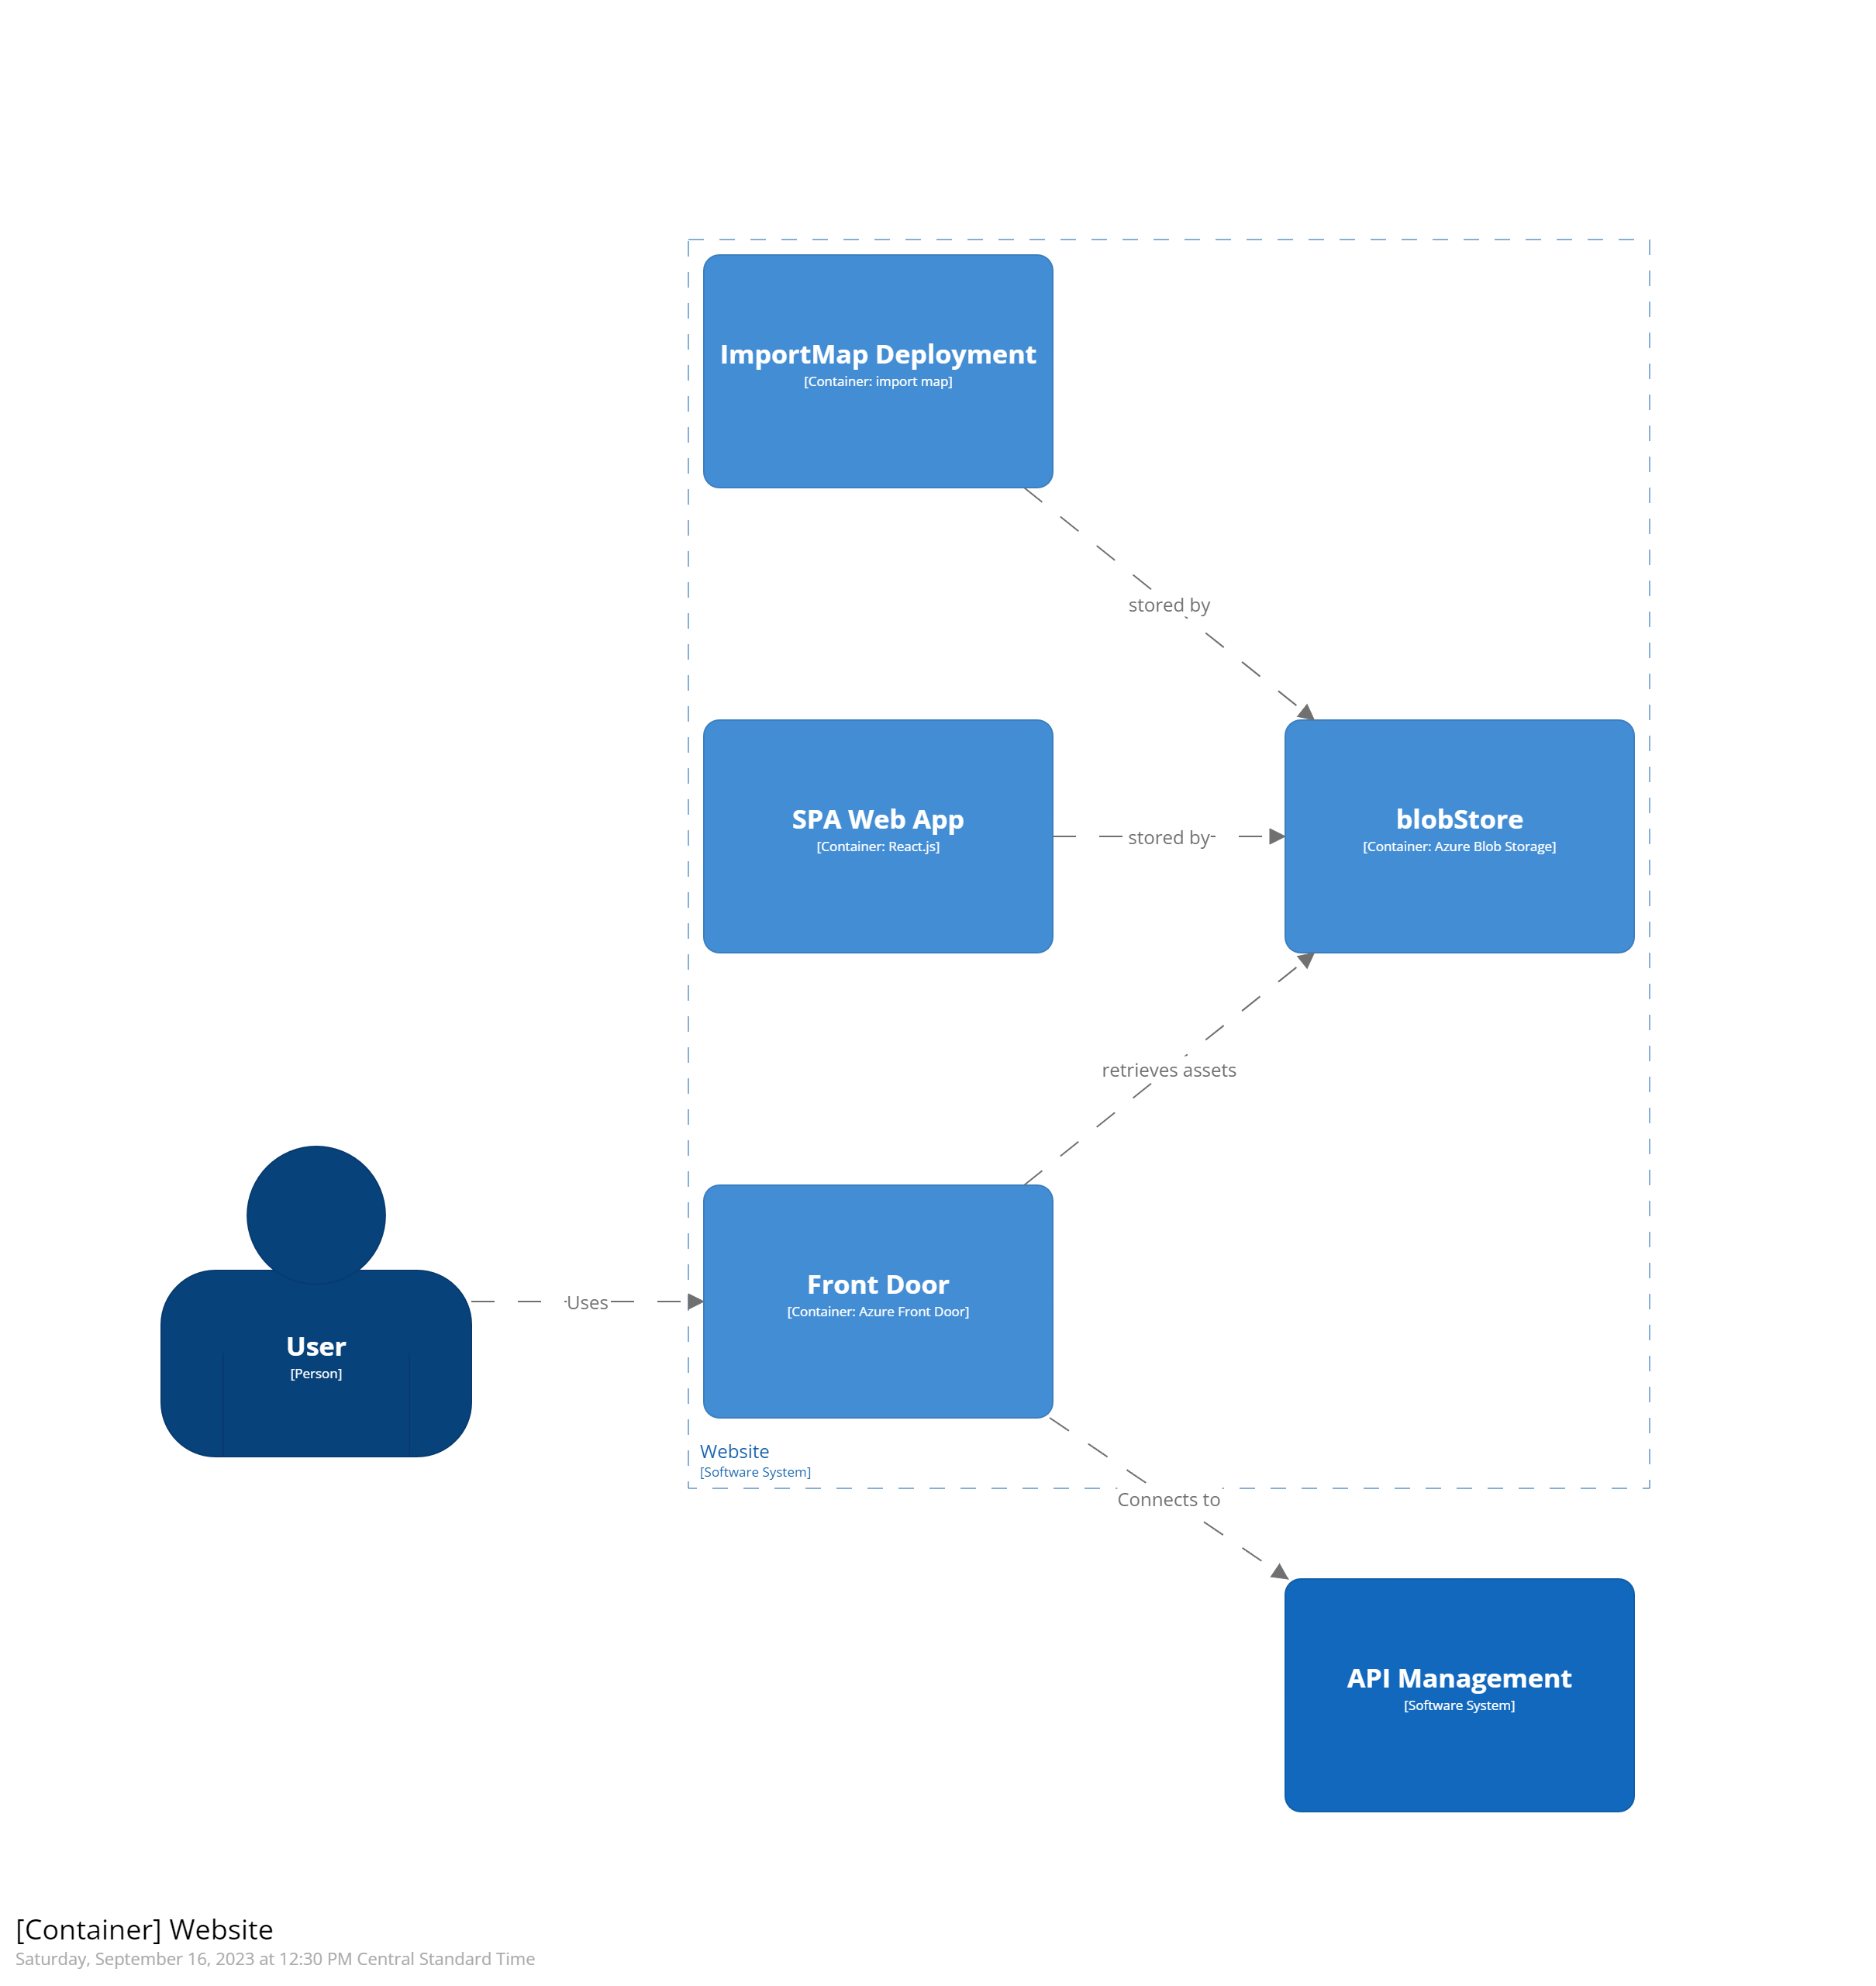 ImportMap Deployment
[Container: import map]
stored by
SPA Web App
[Container: React.js]
stored by
blobStore
[Container: Azure Blob Storage]
retrieves assets
User
[Person]
Uses
Front Door
[Container: Azure Front Door]
Website
[Software System]
Connects to
API Management
[Software System]
[Container] Website
Saturday, September 16, 2023 at 12:30 PM Central Standard Time